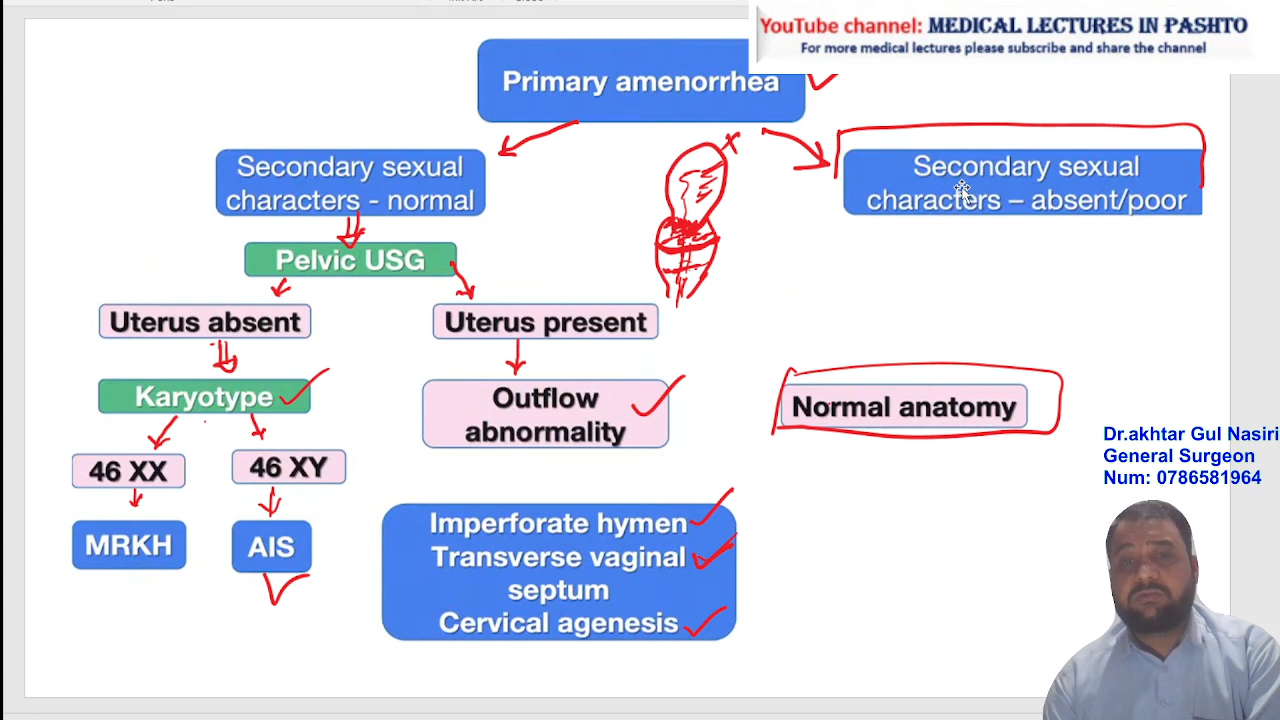 YouTube channel: MEDICAL LECTURES IN PASHTO
For more medical lectures please subscribe and share the channel
Primary amenorrhea
Secondary sexual
characters - normal
Secondary sexual
characters – absent/poor
Pelvic USG
Uterus absent
Uterus present
Karyotype
Outflow
abnormality
Normal anatomy
46 XX
46 XY
MRKH
AIS
Imperforate hymen
Transverse vaginal
septum
Cervical agenesis
Dr.akhtar Gul Nasiri
General Surgeon
Num: 0786581964